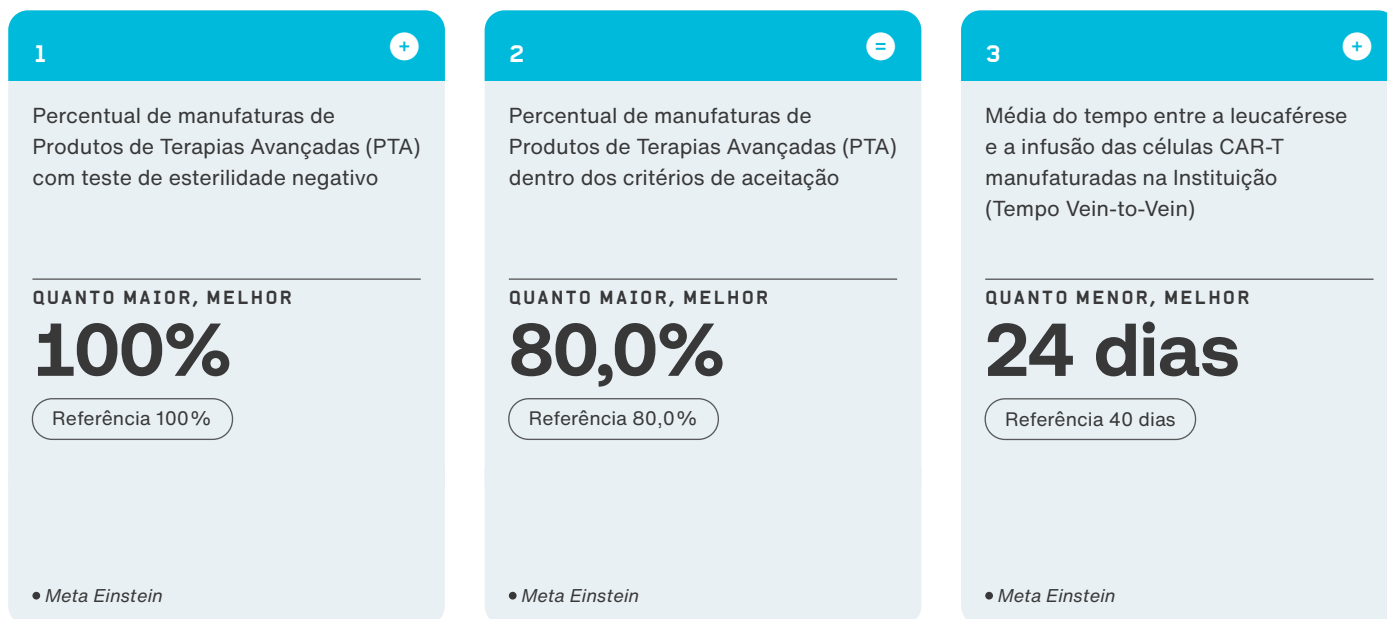 1
+
Percentual de manufaturas de
Produtos de Terapias Avançadas (PTA)
com teste de esterilidade negativo
QUANTO MAIOR, MELHOR
100%
Referência 100%
• Meta Einstein
2
=
Percentual de manufaturas de
Produtos de Terapias Avançadas (PTA)
dentro dos critérios de aceitação
QUANTO MAIOR, MELHOR
80,0%
Referência 80,0%
• Meta Einstein
3
+
Média do tempo entre a leucaférese
e a infusão das células CAR-T
manufaturadas na Instituição
(Tempo Vein-to-Vein)
QUANTO MENOR, MELHOR
24 dias
Referência 40 dias
• Meta Einstein